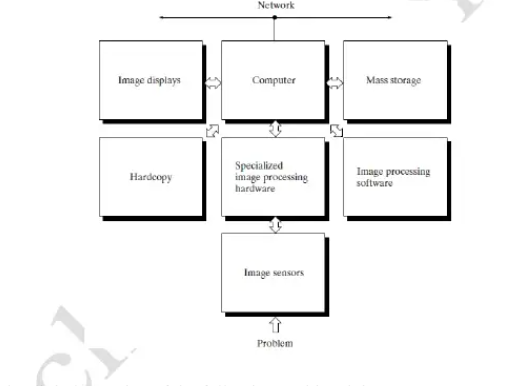 Network
Image displays
Computer
Mass storage
Hardcopy
Specialized
image processing
hardware
Image processing
software
Image sensors
Problem